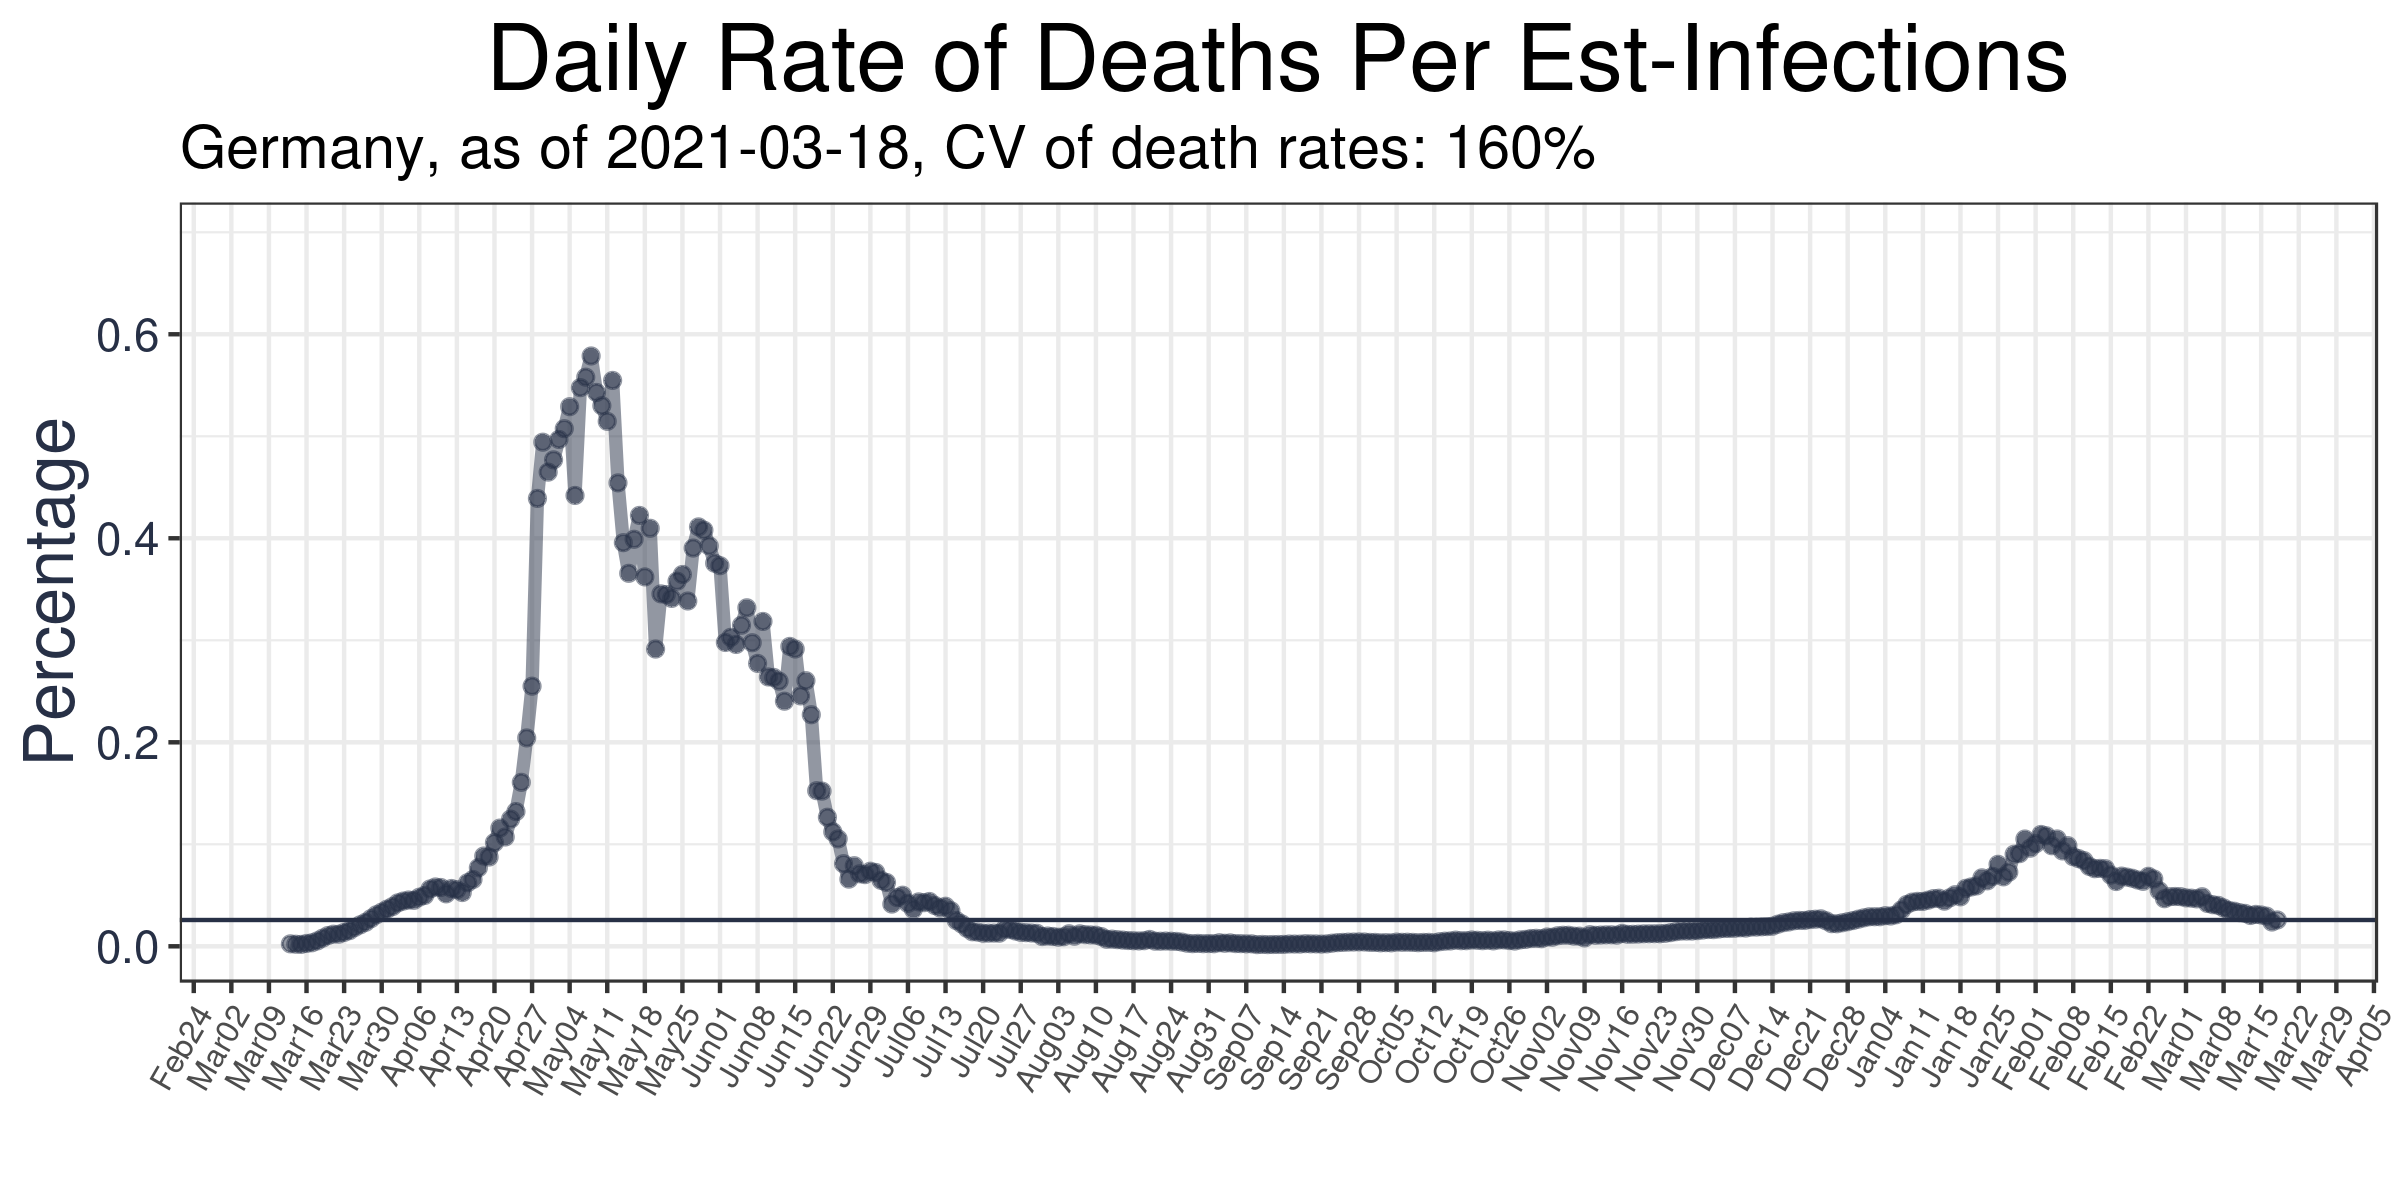 Daily Rate of Deaths Per Est-Infections
Germany, as of 2021-03-18, CV of death rates: 160%
Percentage
0.6
0.4
0.2
0.0
Feb24 Mar02 Mar09 Mar16 Mar23 Mar30 Apr06 Apr13 Apr20 Apr27 May04 May11 May18 May25 Jun01 Jun08 Jun15 Jun22 Jun29 Jul06 Jul13 Jul20 Jul27 Aug03 Aug10 Aug17 Aug24 Aug31 Sep07 Sep14 Sep21 Sep28 Oct05 Oct12 Oct19 Oct26 Nov02 Nov09 Nov16 Nov23 Nov30 Dec07 Dec14 Dec21 Dec28 Jan04 Jan11 Jan18 Jan25 Feb01 Feb08 Feb15 Feb22 Mar01 Mar08 Mar15 Mar22 Mar29 Apr05